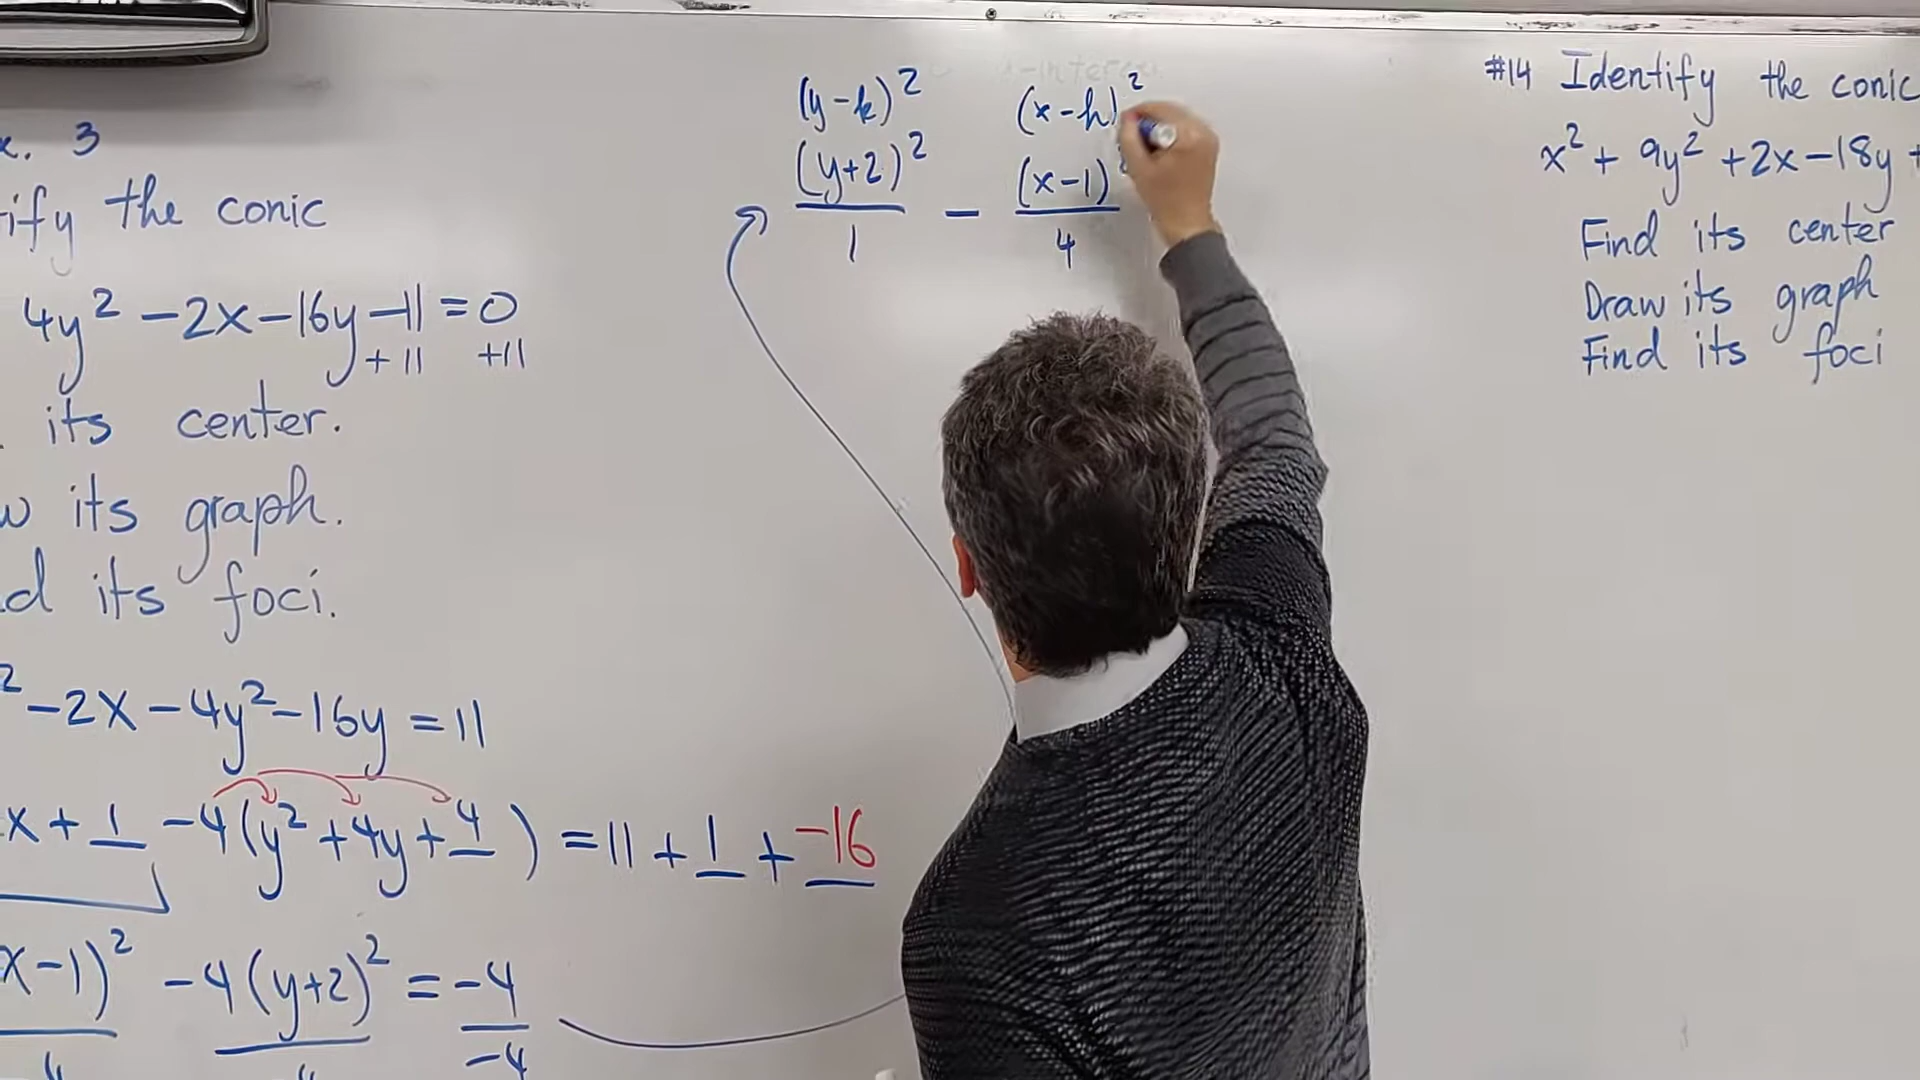 x. 3
tify the conic
4y² - 2x - 16y - 11 = 0
+ 11 +11
its center.
w its graph.
d its foci.
² - 2x - 4y² - 16y = 11
x + 1 - 4(y² + 4y + 4) = 11 + 1 + -16
x - 1)² - 4(y+2)² = -4
-4
(y - k)² (x - h)²
(y+2)² - (x - 1)
1 4
#14 Identify the conic
x² + 9y² + 2x - 18y +
Find its center
Draw its graph
Find its foci